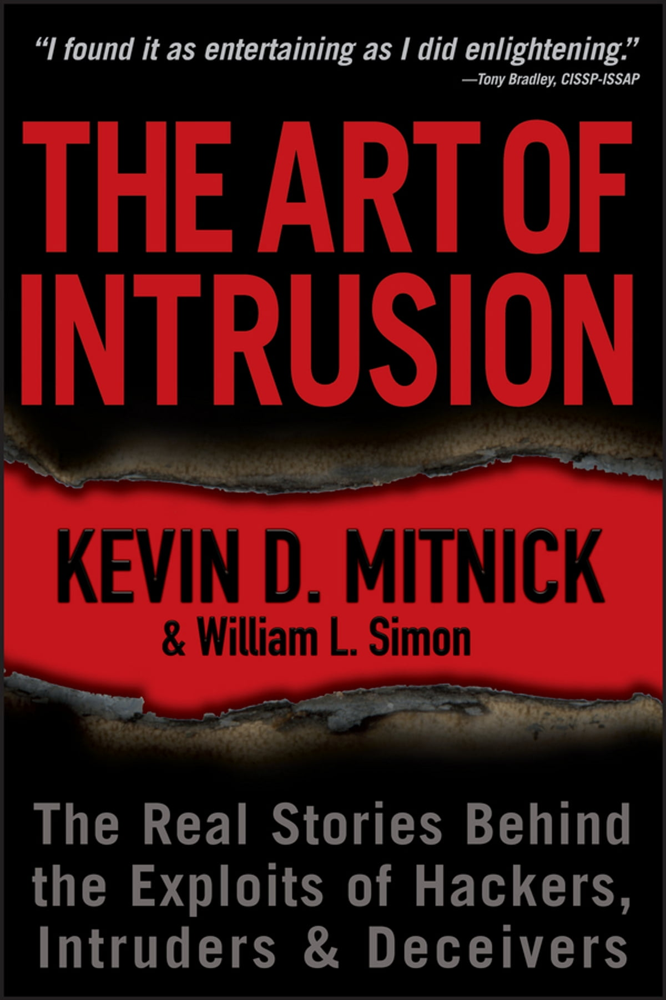 “I found it as entertaining as I did enlightening.”
—Tony Bradley, CISSP-ISSAP
THE ART OF
INTRUSION
KEVIN D. MITNICK
& William L. Simon
The Real Stories Behind
the Exploits of Hackers,
Intruders & Deceivers